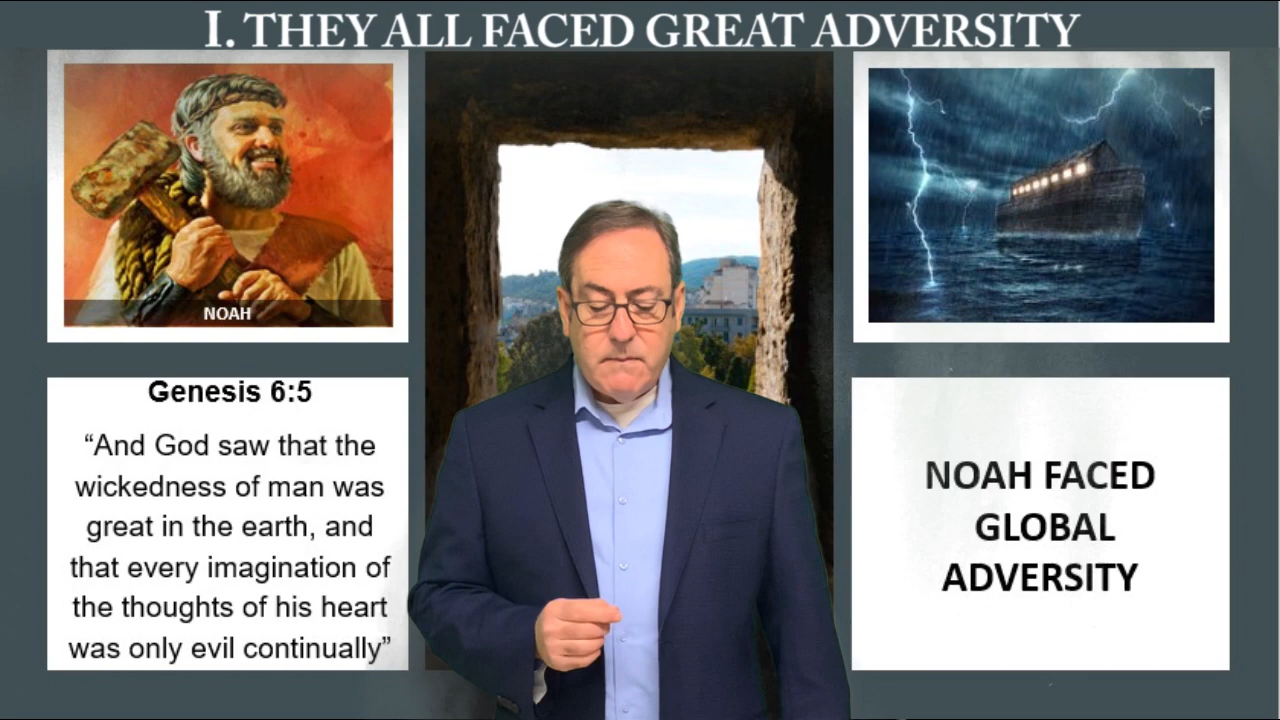 I. THEY ALL FACED GREAT ADVERSITY
NOAH
Genesis 6:5
“And God saw that the
wickedness of man was
great in the earth, and
that every imagination of
the thoughts of his heart
was only evil continually”
NOAH FACED
GLOBAL
ADVERSITY